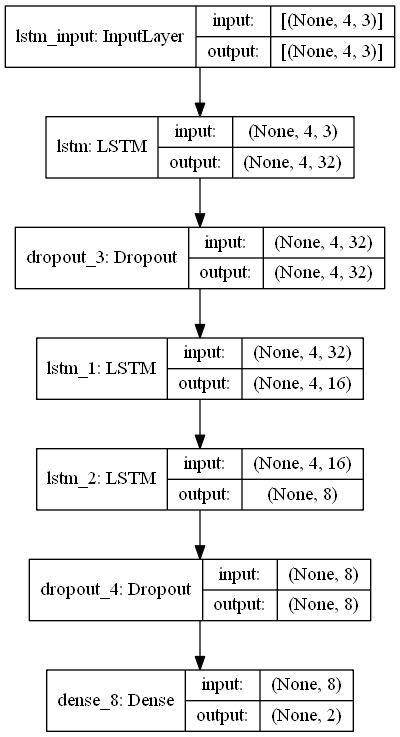 lstm_input: InputLayer
input: [(None, 4, 3)]
output: [(None, 4, 3)]
lstm: LSTM
input: (None, 4, 3)
output: (None, 4, 32)
dropout_3: Dropout
input: (None, 4, 32)
output: (None, 4, 32)
lstm_1: LSTM
input: (None, 4, 32)
output: (None, 4, 16)
lstm_2: LSTM
input: (None, 4, 16)
output: (None, 8)
dropout_4: Dropout
input: (None, 8)
output: (None, 8)
dense_8: Dense
input: (None, 8)
output: (None, 2)